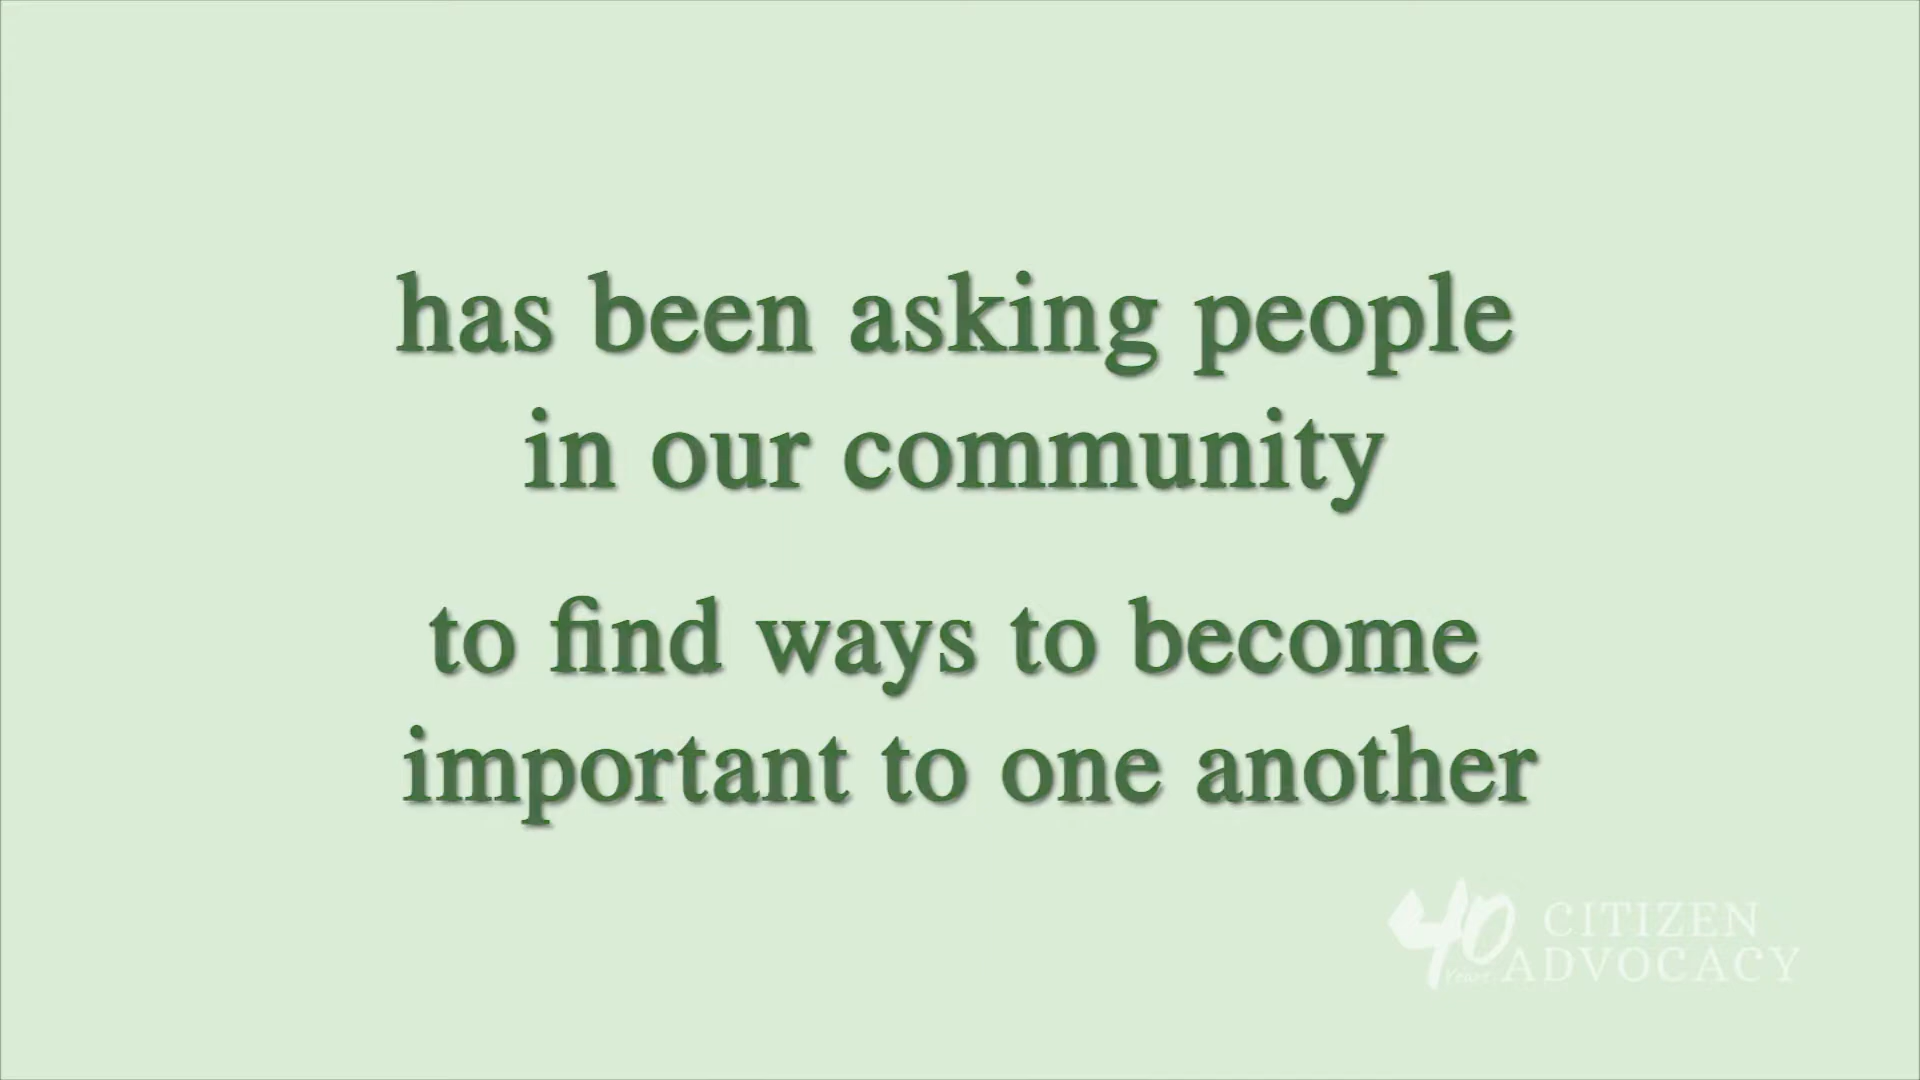 has been asking people
in our community
to find ways to become
important to one another
40 CITIZEN
Years ADVOCACY